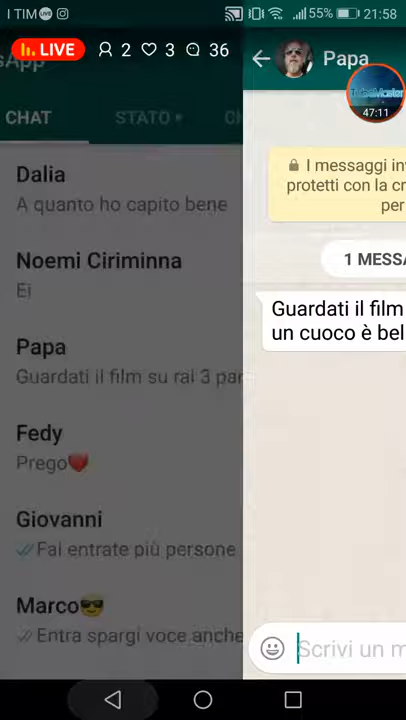 I TIM LIVE 55% 21:58
LIVE 2 3 36
sApp
Papa
TubeMaster
47:11
CHAT STATO
Dalia
A quanto ho capito bene
Noemi Ciriminna
Ei
Papa
Guardati il film su rai 3 par
Fedy
Prego❤
Giovanni
Fai entrate più persone
Marco😎
Entra spargi voce anche
I messaggi in
protetti con la cr
per
1 MESSA
Guardati il film
un cuoco è bel
Scrivi un m